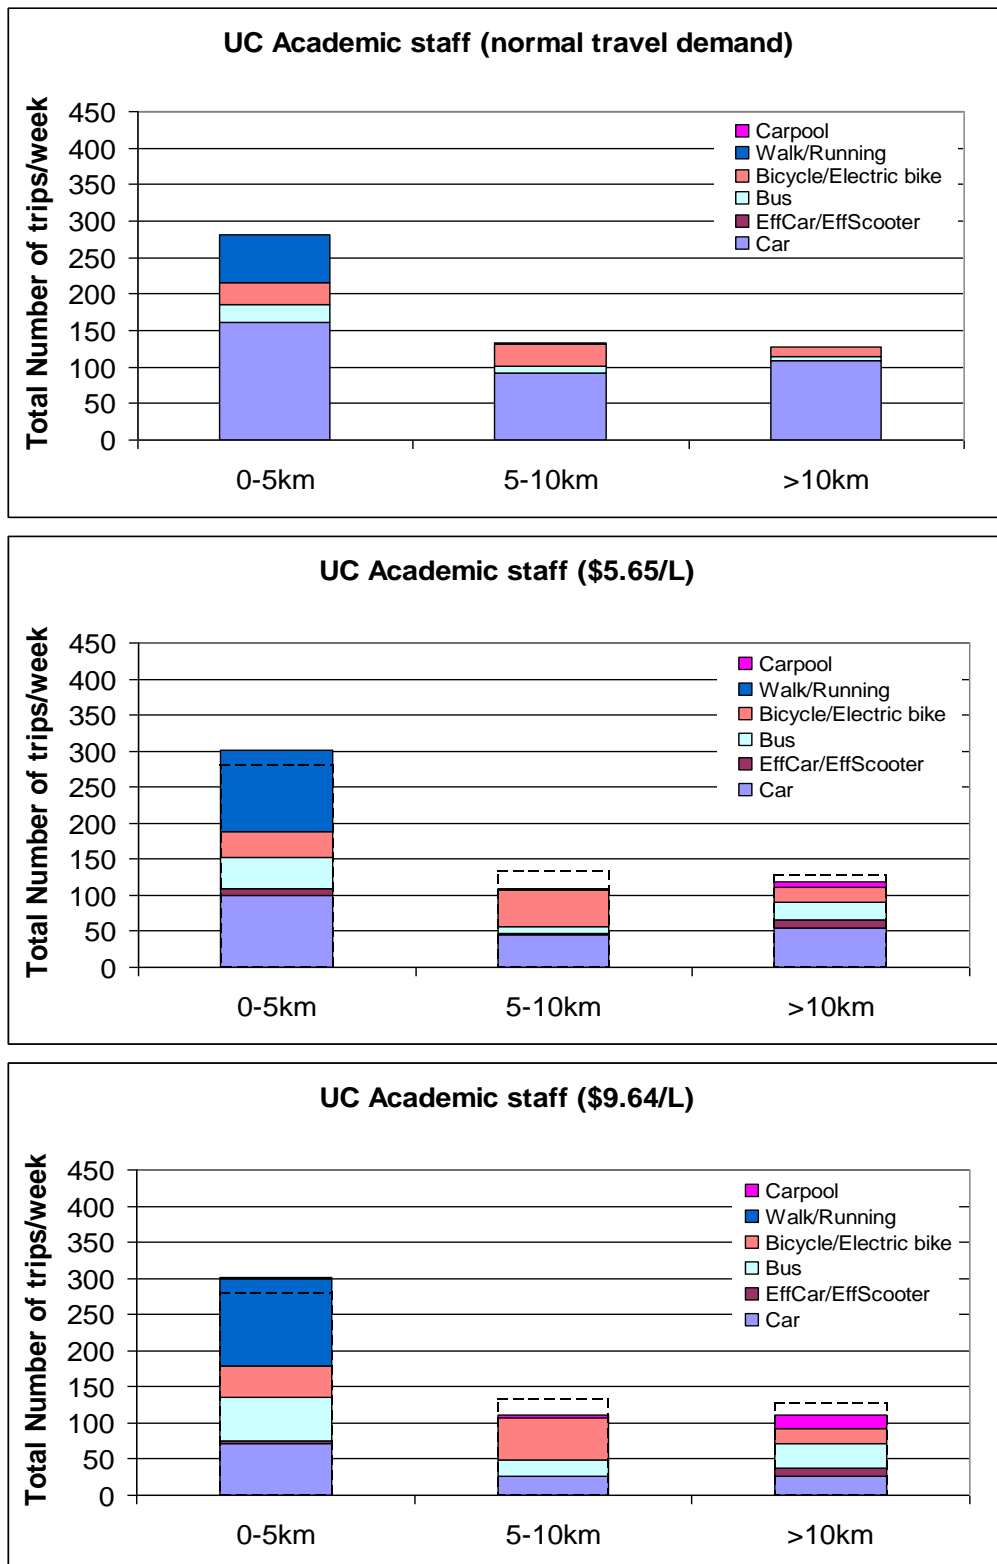 UC Academic staff (normal travel demand)
Total Number of trips/week
450
400
350
300
250
200
150
100
50
0
Carpool
Walk/Running
Bicycle/Electric bike
Bus
EffCar/EffScooter
Car
0-5km 5-10km >10km
UC Academic staff ($5.65/L)
Total Number of trips/week
450
400
350
300
250
200
150
100
50
0
Carpool
Walk/Running
Bicycle/Electric bike
Bus
EffCar/EffScooter
Car
0-5km 5-10km >10km
UC Academic staff ($9.64/L)
Total Number of trips/week
450
400
350
300
250
200
150
100
50
0
Carpool
Walk/Running
Bicycle/Electric bike
Bus
EffCar/EffScooter
Car
0-5km 5-10km >10km